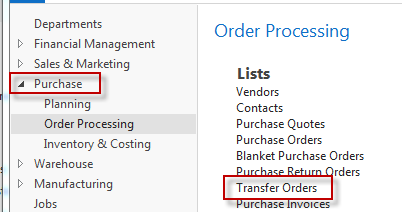 Departments
Financial Management
Sales & Marketing
Purchase
Planning
Order Processing
Inventory & Costing
Warehouse
Manufacturing
Jobs
Order Processing
Lists
Vendors
Contacts
Purchase Quotes
Purchase Orders
Blanket Purchase Orders
Purchase Return Orders
Transfer Orders
Purchase Invoices